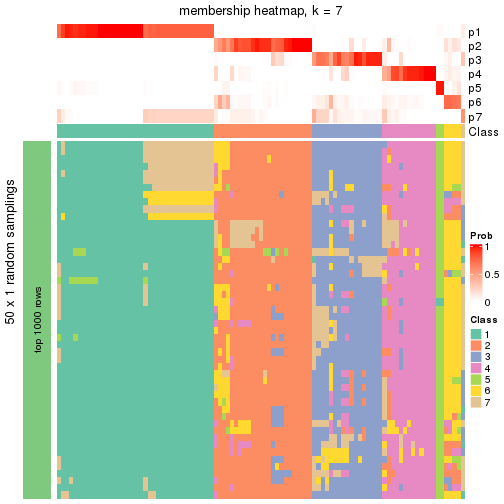 membership heatmap, k = 7
p1
p2
p3
p4
p5
p6
p7
Class
50 x 1 random samplings
top 1000 rows
Prob
1
0.5
0
Class
1
2
3
4
5
6
7